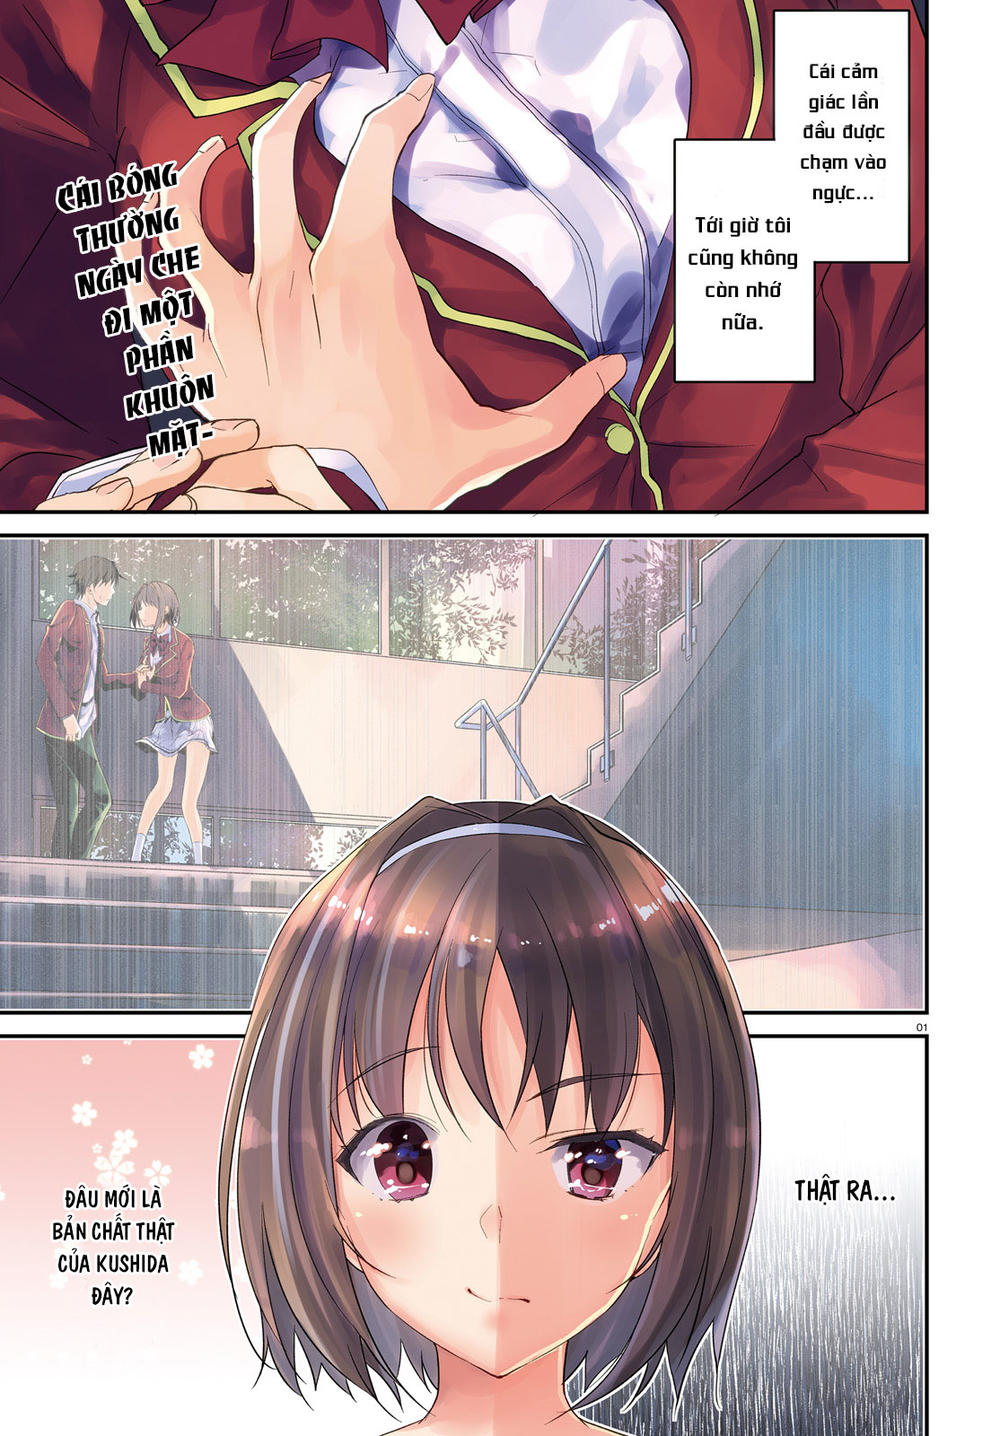 Cái cảm
giác lần
đầu được
chạm vào
ngực...
Tới giờ tôi
cũng không
còn nhớ
nữa.
CÁI BÓNG
THƯỜNG
NGÀY CHE
ĐI MỘT
PHẦN
KHUÔN
MẶT-
01
THẬT RA...
ĐÂU MỚI LÀ
BẢN CHẤT THẬT
CỦA KUSHIDA
ĐÂY?